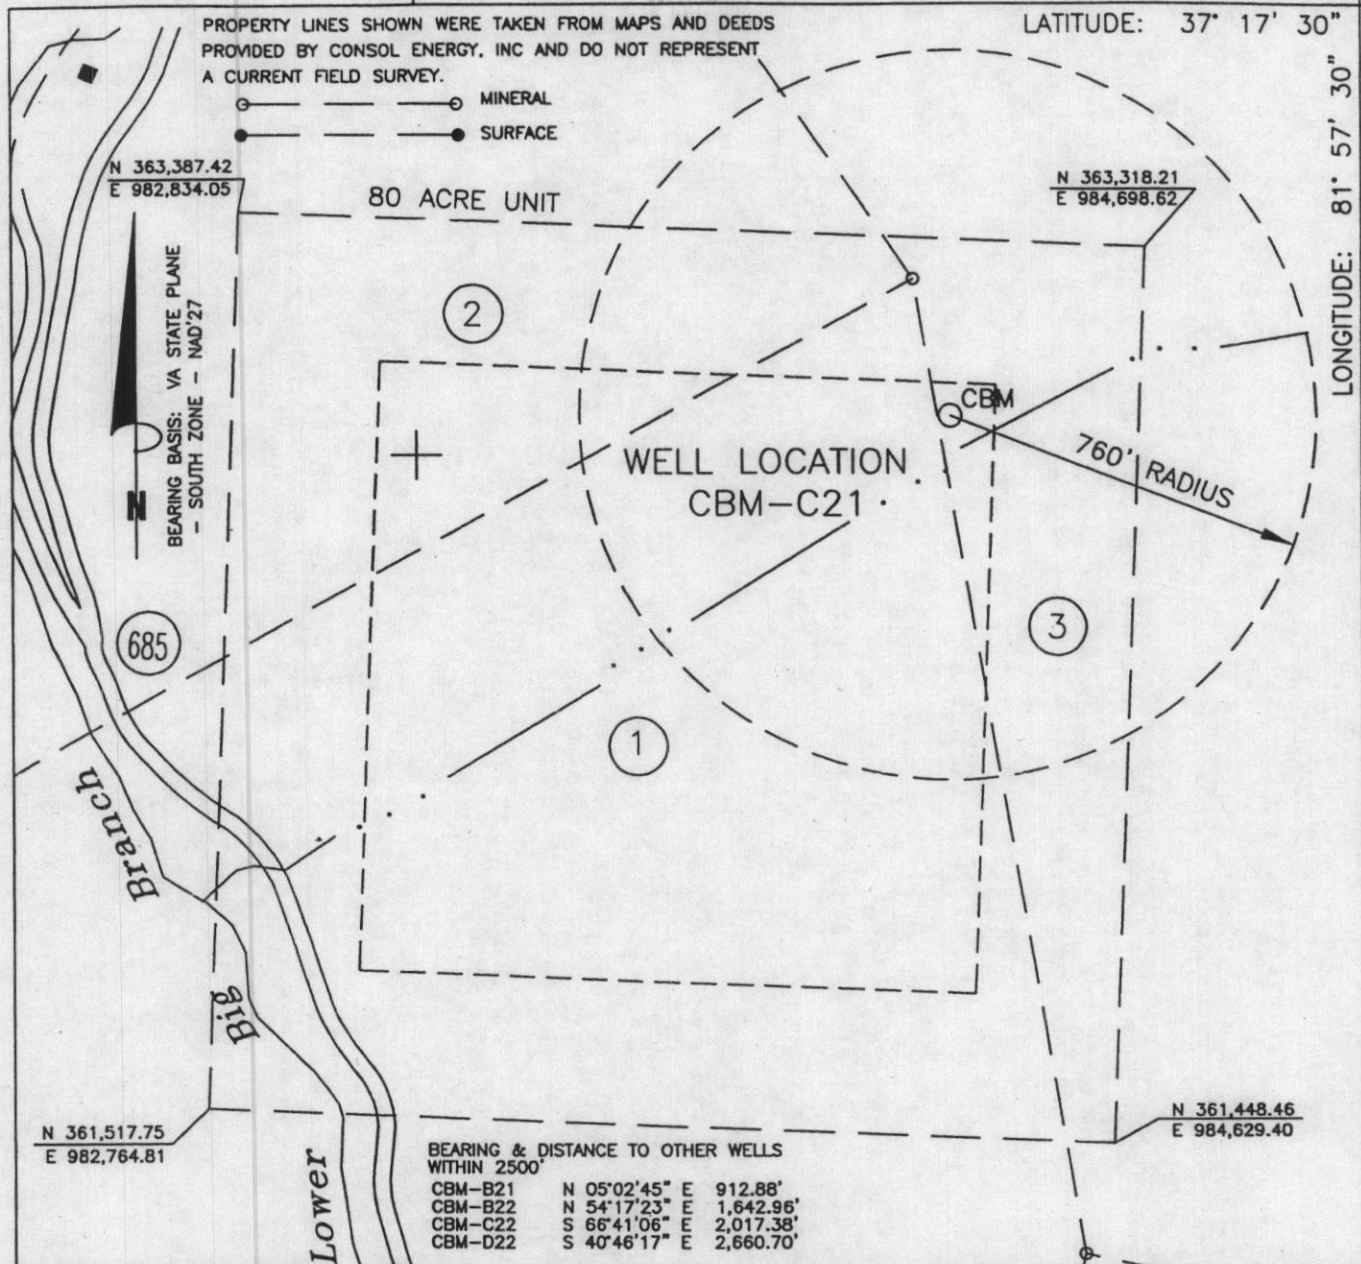 PROPERTY LINES SHOWN WERE TAKEN FROM MAPS AND DEEDS
PROVIDED BY CONSOL ENERGY, INC AND DO NOT REPRESENT
A CURRENT FIELD SURVEY.
MINERAL
SURFACE
LATITUDE: 37° 17' 30"
LONGITUDE: 81° 57' 30"
N 363,387.42
E 982,834.05
80 ACRE UNIT
N 363,318.21
E 984,698.62
BEARING BASIS: VA STATE PLANE
- SOUTH ZONE - NAD'27
N
2
CBM
WELL LOCATION
CBM-C21
760' RADIUS
685
3
1
Branch
Big
Lower
N 361,517.75
E 982,764.81
N 361,448.46
E 984,629.40
BEARING & DISTANCE TO OTHER WELLS
WITHIN 2500'
CBM-B21 N 05°02'45" E 912.88'
CBM-B22 N 54°17'23" E 1,642.96'
CBM-C22 S 66°41'06" E 2,017.38'
CBM-D22 S 40°46'17" E 2,660.70'